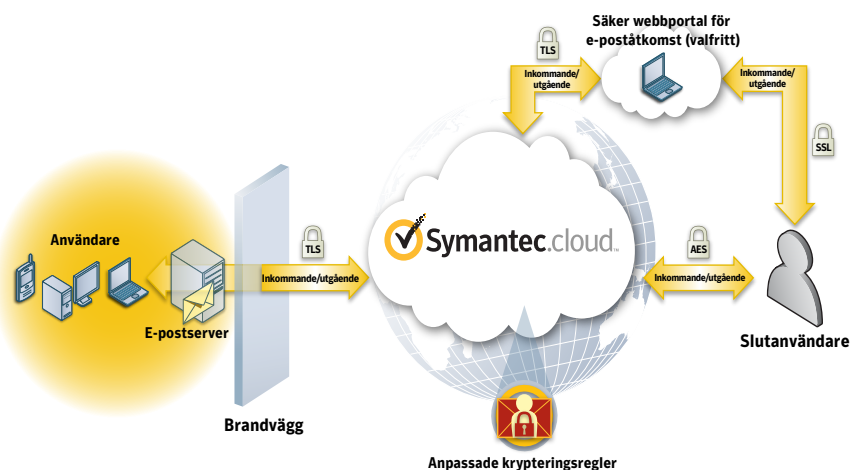 Säker webbportal för
e-poståtkomst (valfritt)
TLS
Inkommande/
utgående
Inkommande/
utgående
SSL
Användare
TLS
Symantec.cloud™
AES
Inkommande/utgående
Inkommande/utgående
E-postserver
Slutanvändare
Brandvägg
Anpassade krypteringsregler